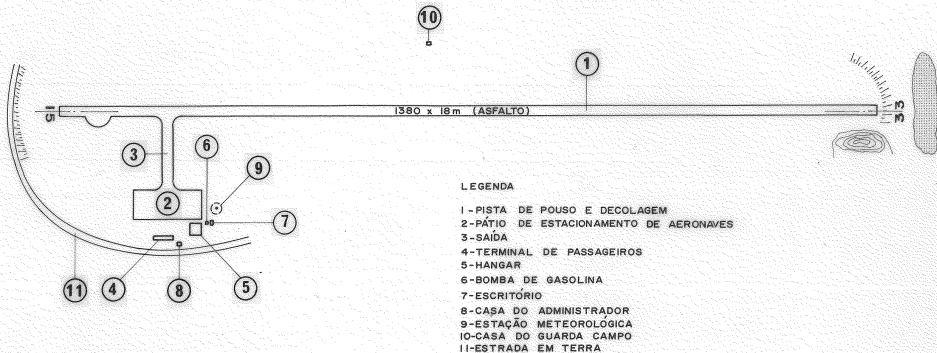 10
1
15
1380 x 18m (ASFALTO)
33
3
6
9
2
7
11
4
8
5
LEGENDA
1-PISTA DE POUSO E DECOLAGEM
2-PÁTIO DE ESTACIONAMENTO DE AERONAVES
3-SAÍDA
4-TERMINAL DE PASSAGEIROS
5-HANGAR
6-BOMBA DE GASOLINA
7-ESCRITÓRIO
8-CASA DO ADMINISTRADOR
9-ESTAÇÃO METEOROLÓGICA
10-CASA DO GUARDA CAMPO
11-ESTRADA EM TERRA